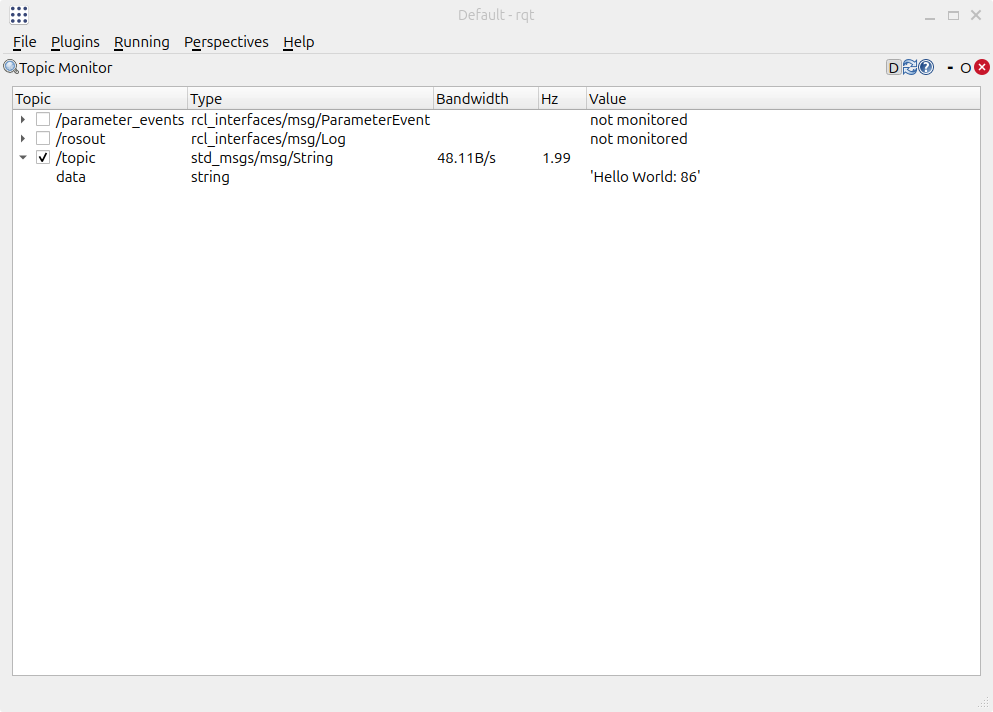 Default - rqt
File Plugins Running Perspectives Help
Topic Monitor D ? - O
Topic Type Bandwidth Hz Value
/parameter_events rcl_interfaces/msg/ParameterEvent not monitored
/rosout rcl_interfaces/msg/Log not monitored
/topic std_msgs/msg/String 48.11B/s 1.99
data string 'Hello World: 86'